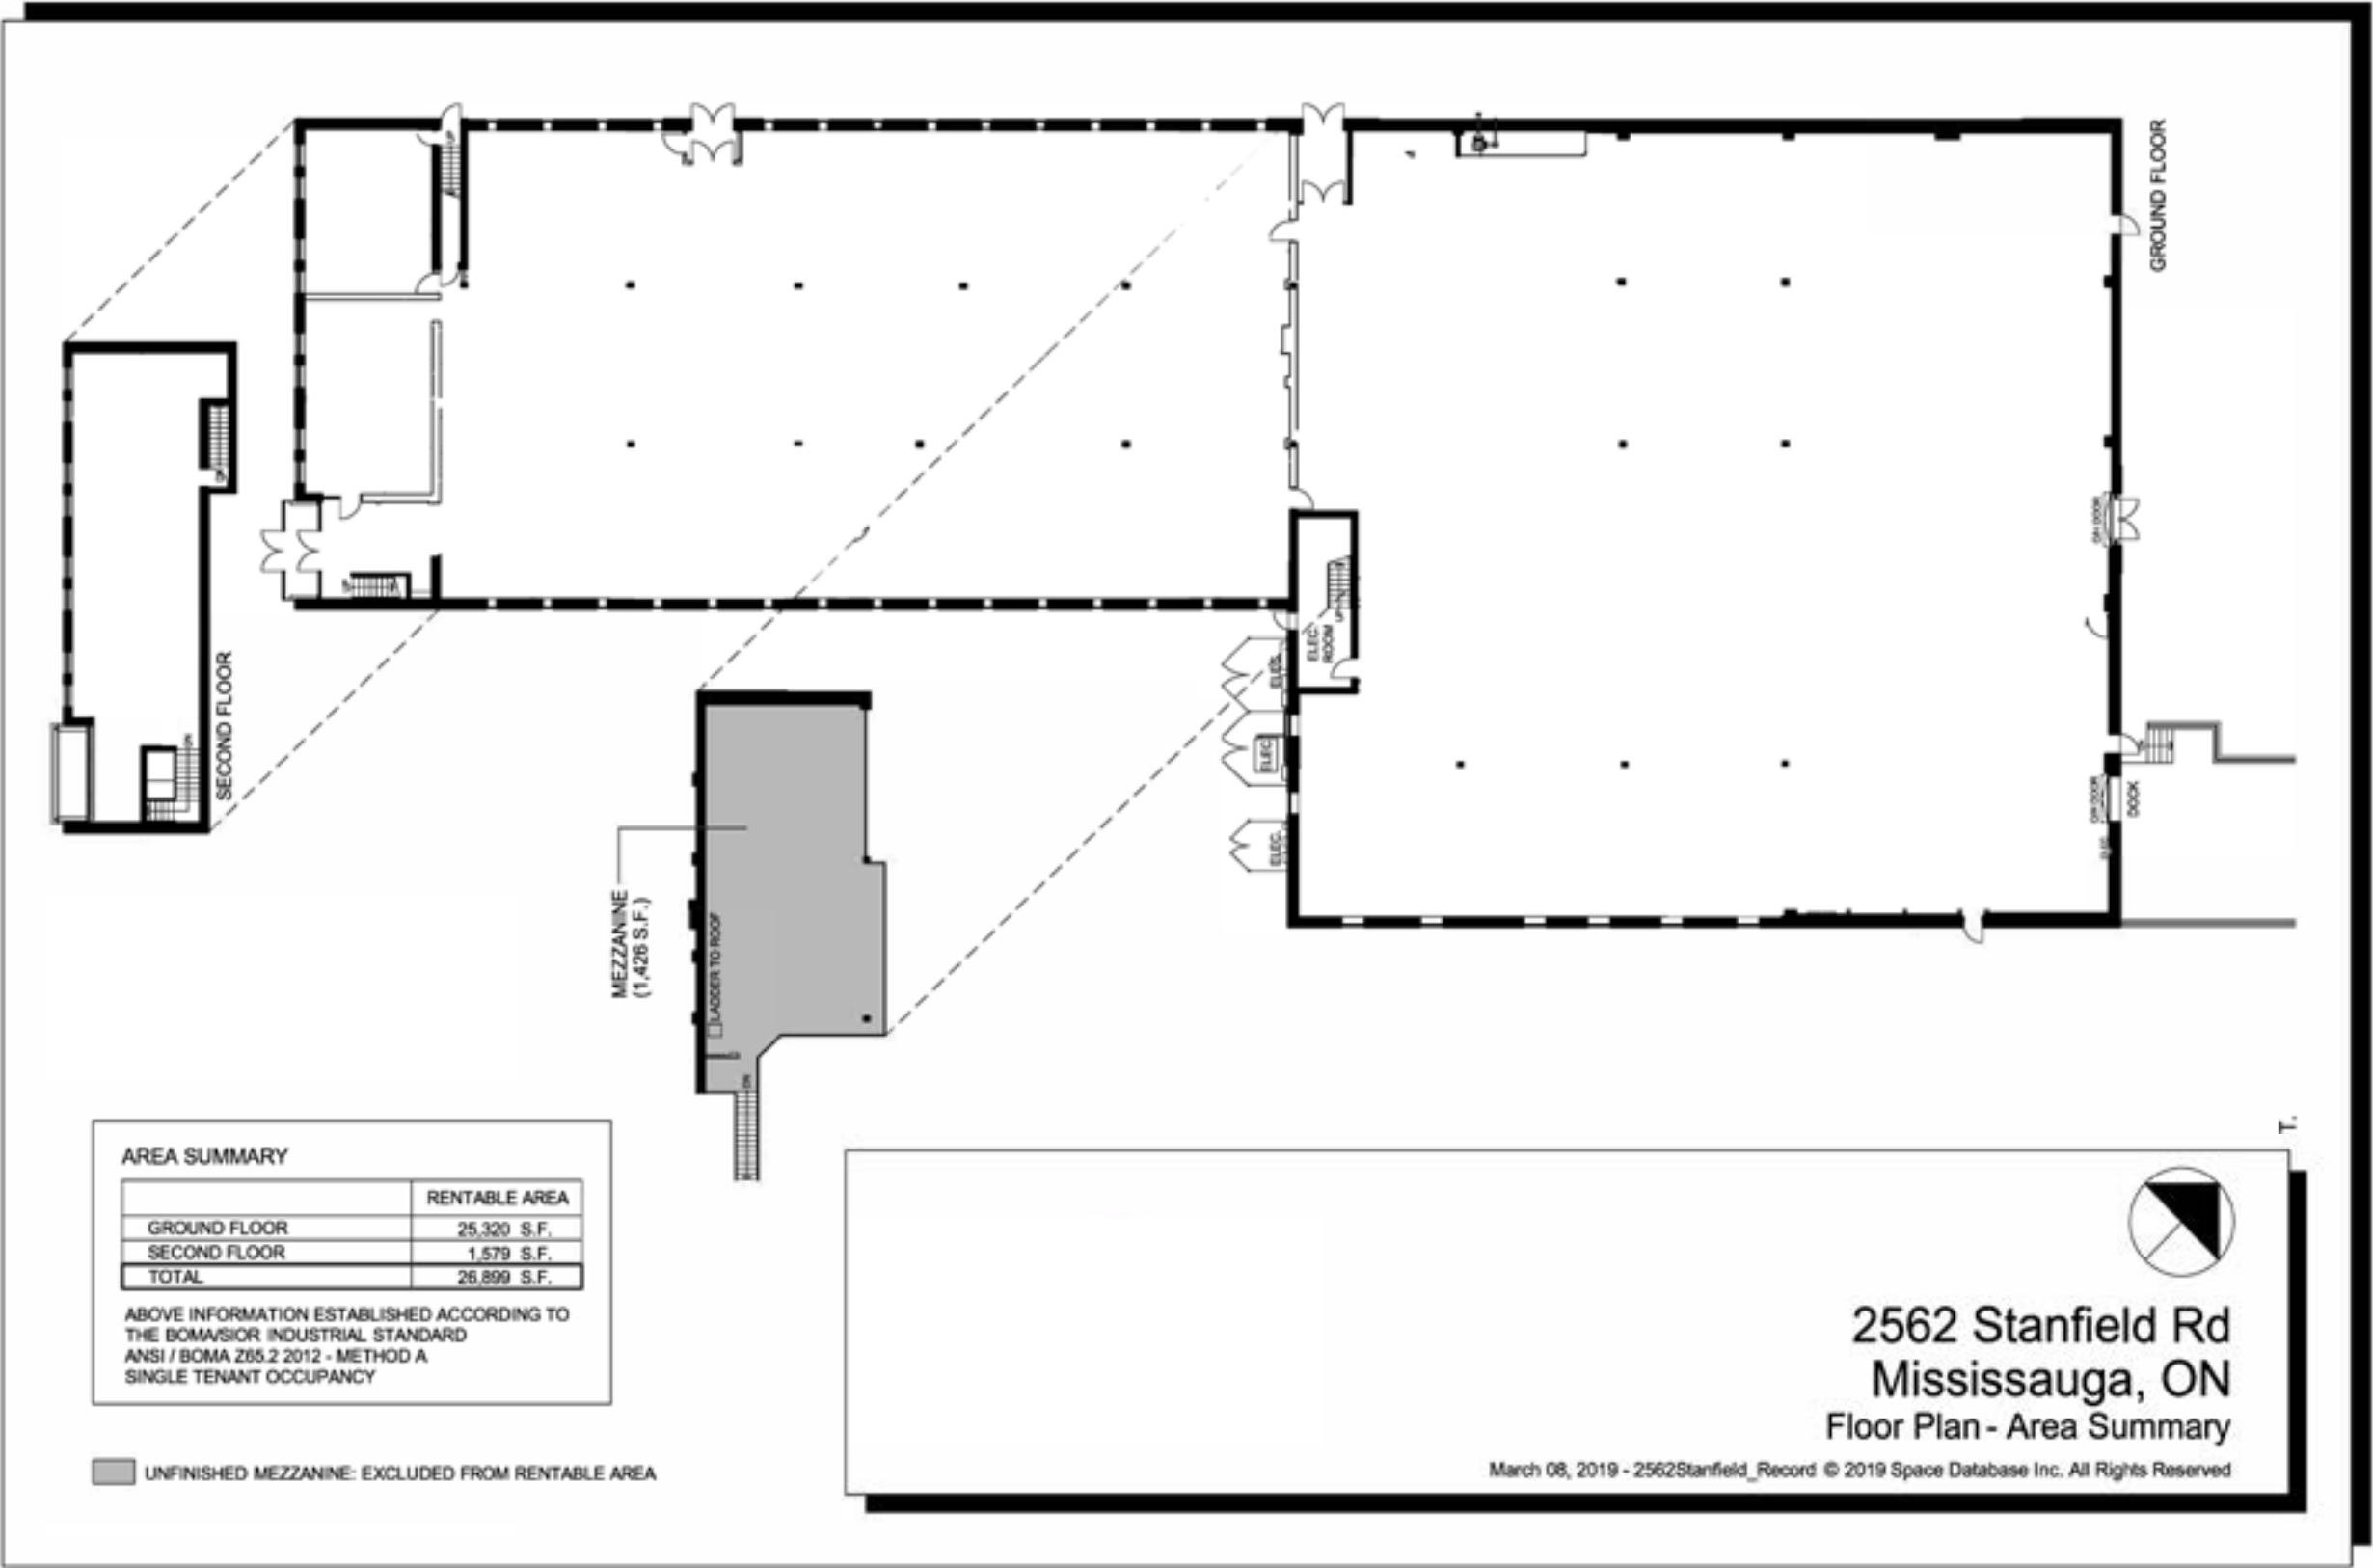 GROUND FLOOR
UP
SECOND FLOOR
DN
ELEC.
ROOM
UP
ELEC.
ELEC.
ELEC.
DOCK
ELEC.
MEZZANINE
(1,426 S.F.)
LADDER TO ROOF
DN
T.
AREA SUMMARY
RENTABLE AREA
GROUND FLOOR 25,320 S.F.
SECOND FLOOR 1,579 S.F.
TOTAL 26,899 S.F.
ABOVE INFORMATION ESTABLISHED ACCORDING TO
THE BOMA/SIOR INDUSTRIAL STANDARD
ANSI / BOMA Z65.2 2012 - METHOD A
SINGLE TENANT OCCUPANCY
UNFINISHED MEZZANINE: EXCLUDED FROM RENTABLE AREA
2562 Stanfield Rd
Mississauga, ON
Floor Plan - Area Summary
March 08, 2019 - 2562Stanfield_Record © 2019 Space Database Inc. All Rights Reserved